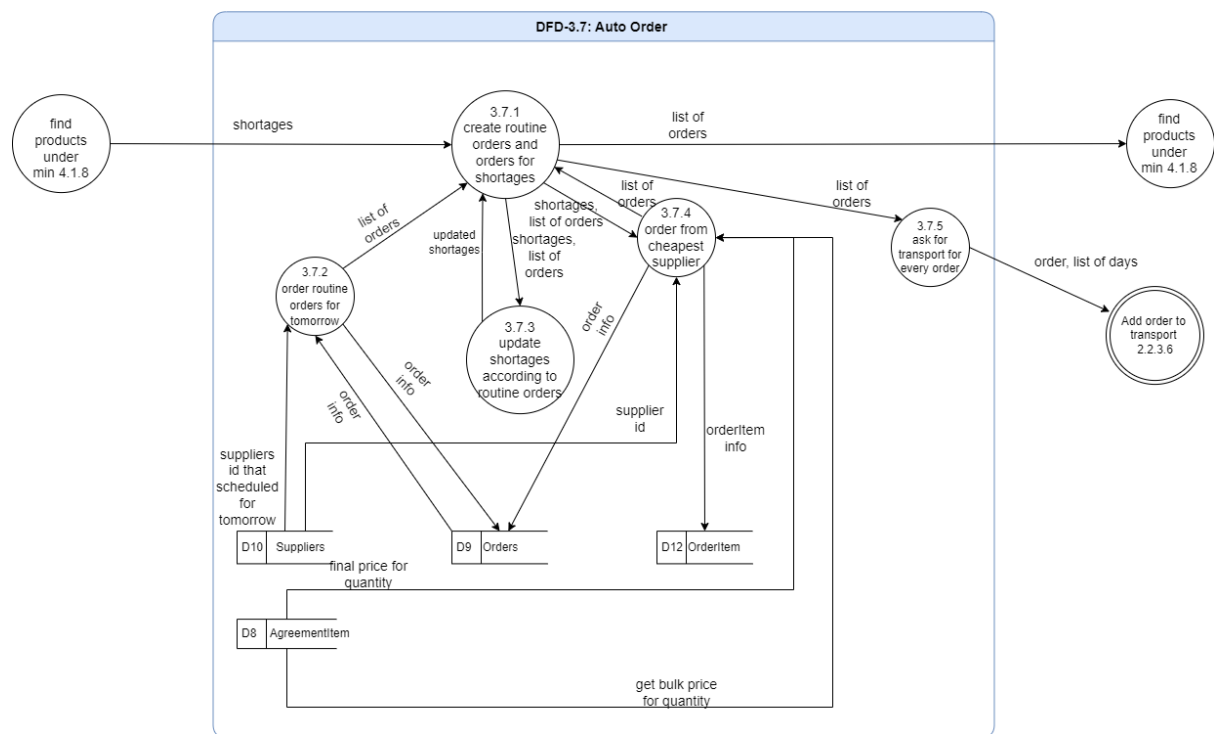 DFD-3.7: Auto Order
find
products
under
min 4.1.8
shortages
3.7.1
create routine
orders and
orders for
shortages
list of
orders
find
products
under
min 4.1.8
list of
orders
list of
orders
updated
shortages
shortages,
list of orders
shortages,
list of
orders
list of
orders
3.7.4
order from
cheapest
supplier
3.7.5
ask for
transport for
every order
order, list of days
3.7.2
order routine
orders for
tomorrow
3.7.3
update
shortages
according to
routine orders
order
info
Add order to
transport
2.2.3.6
order
info
order
info
supplier
id
orderItem
info
suppliers
id that
scheduled
for
tomorrow
D10 Suppliers
D9 Orders
D12 OrderItem
final price for
quantity
D8 AgreementItem
get bulk price
for quantity